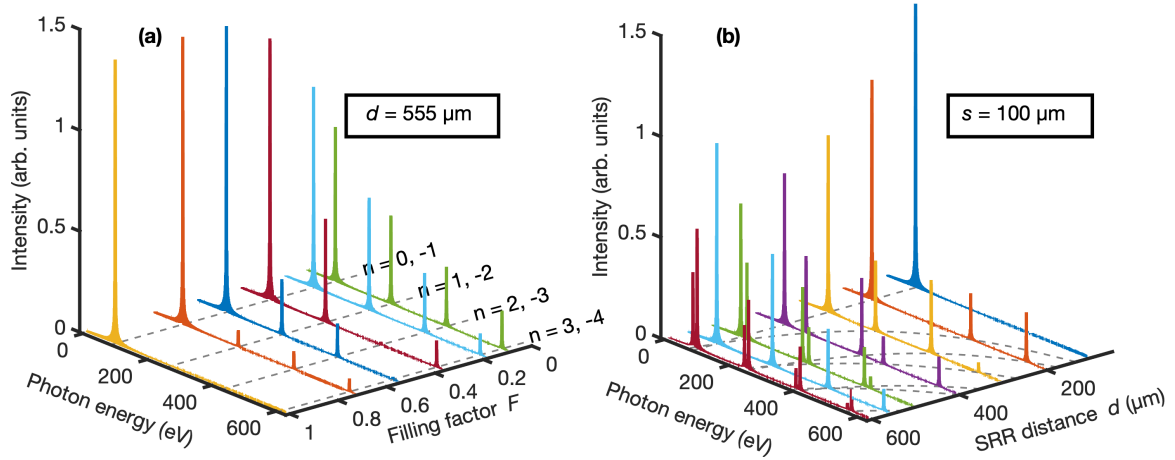 (a)
d = 555 µm
Intensity (arb. units)
1.5
1
0.5
0
n = 0, -1
n = 1, -2
n = 2, -3
n = 3, -4
0
200
400
600
Photon energy (eV)
1
0.8
0.6
0.4
0.2
0
Filling factor F
(b)
s = 100 µm
Intensity (arb. units)
1.5
1
0.5
0
0
200
400
600
Photon energy (eV)
600
400
200
SRR distance d (µm)